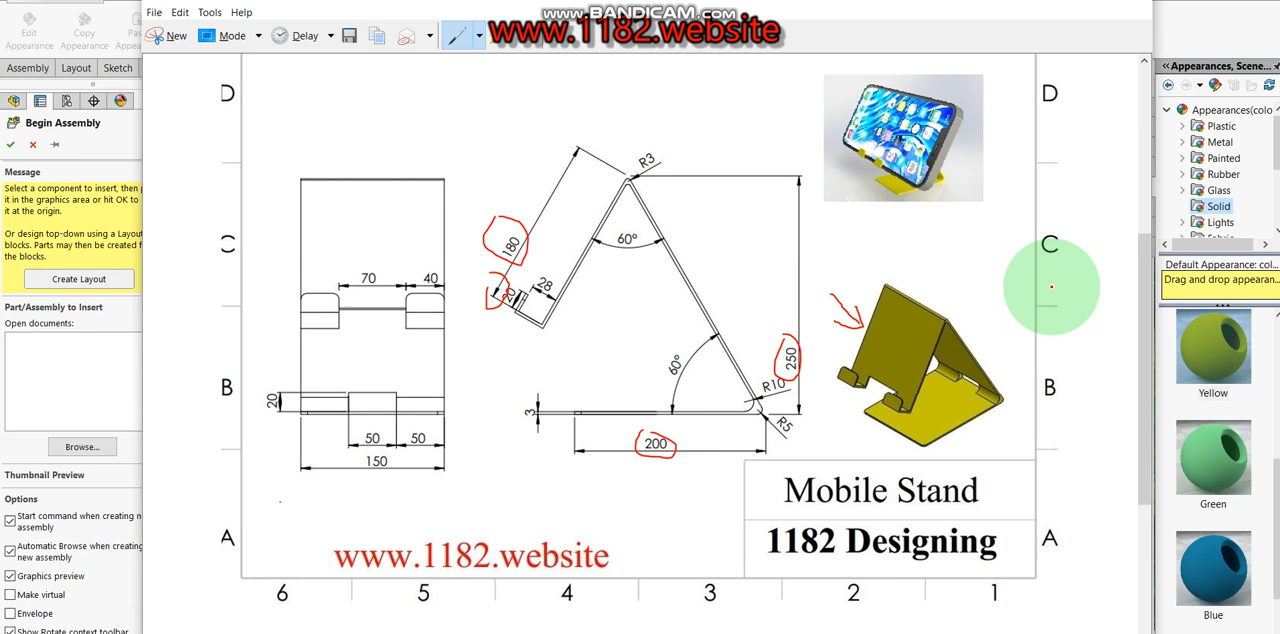 File Edit Tools Help
www.BANDICAM.com
www.1182.website
New Mode Delay
Edit Appearance
Copy Appearance
Assembly Layout Sketch
Begin Assembly
Message
Select a component to insert, then
it in the graphics area or hit OK to
it at the origin.
Or design top-down using a Layou
blocks. Parts may then be created f
the blocks.
Create Layout
Part/Assembly to Insert
Open documents:
Browse...
Thumbnail Preview
Options
Start command when creating new
assembly
Automatic Browse when creating
new assembly
Graphics preview
Make virtual
Envelope
Show Rotate context toolbar
D
D
C
C
B
B
A
A
70
40
20
50
50
150
180
20
28
R3
60°
60°
250
R10
R5
3
200
Mobile Stand
1182 Designing
www.1182.website
6 5 4 3 2 1
Appearances, Scene...
Appearances(colo
Plastic
Metal
Painted
Rubber
Glass
Solid
Lights
Default Appearance: col...
Drag and drop appearan...
Yellow
Green
Blue